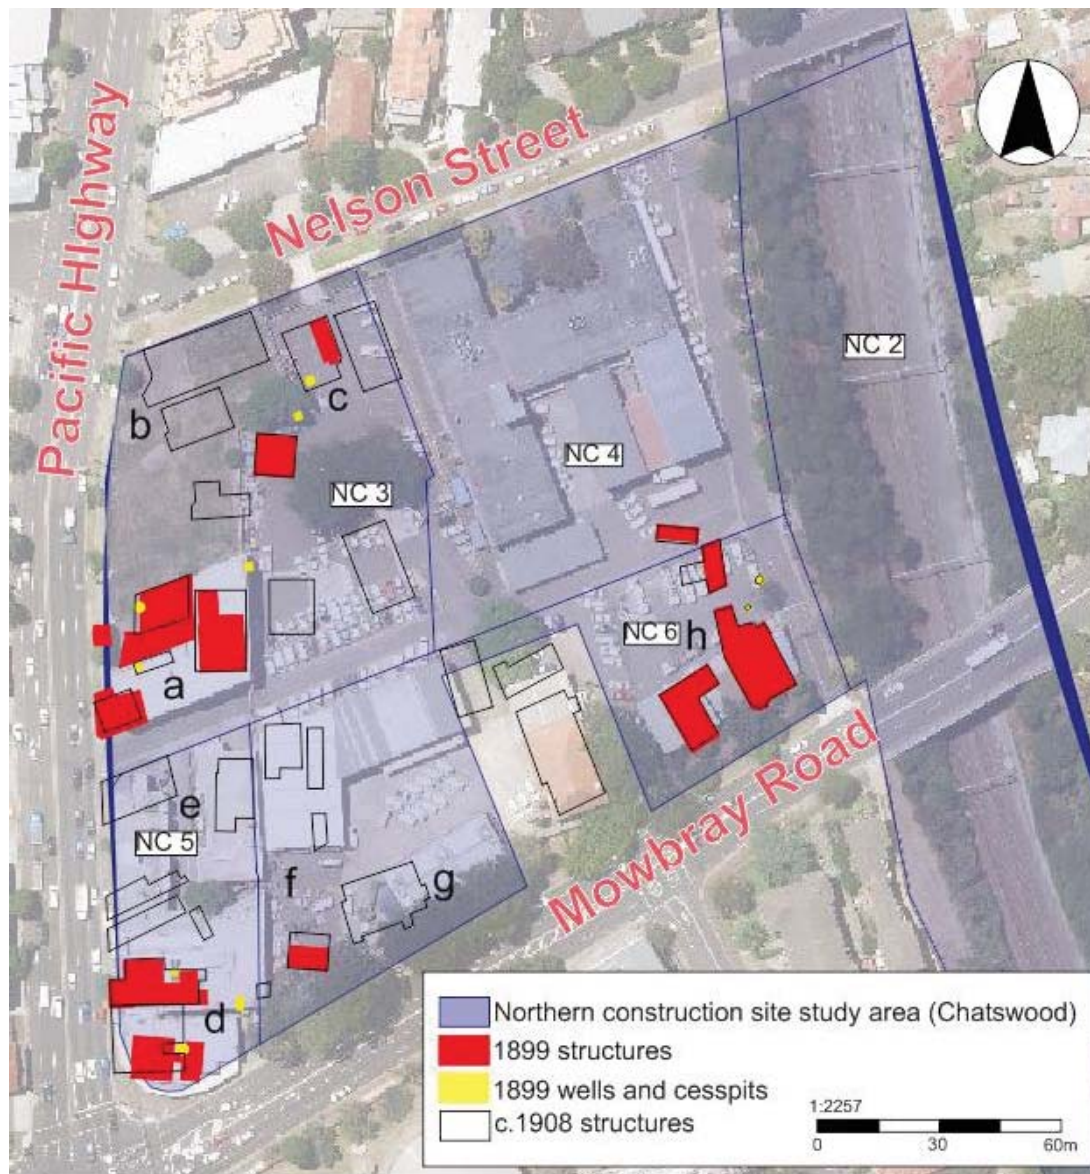 Pacific HIghway
Nelson Street
NC 2
b
c
NC 4
NC 3
a
NC 6
h
Mowbray Road
e
NC 5
f
g
d
Northern construction site study area (Chatswood)
1899 structures
1899 wells and cesspits
c.1908 structures
1:2257
0 30 60m